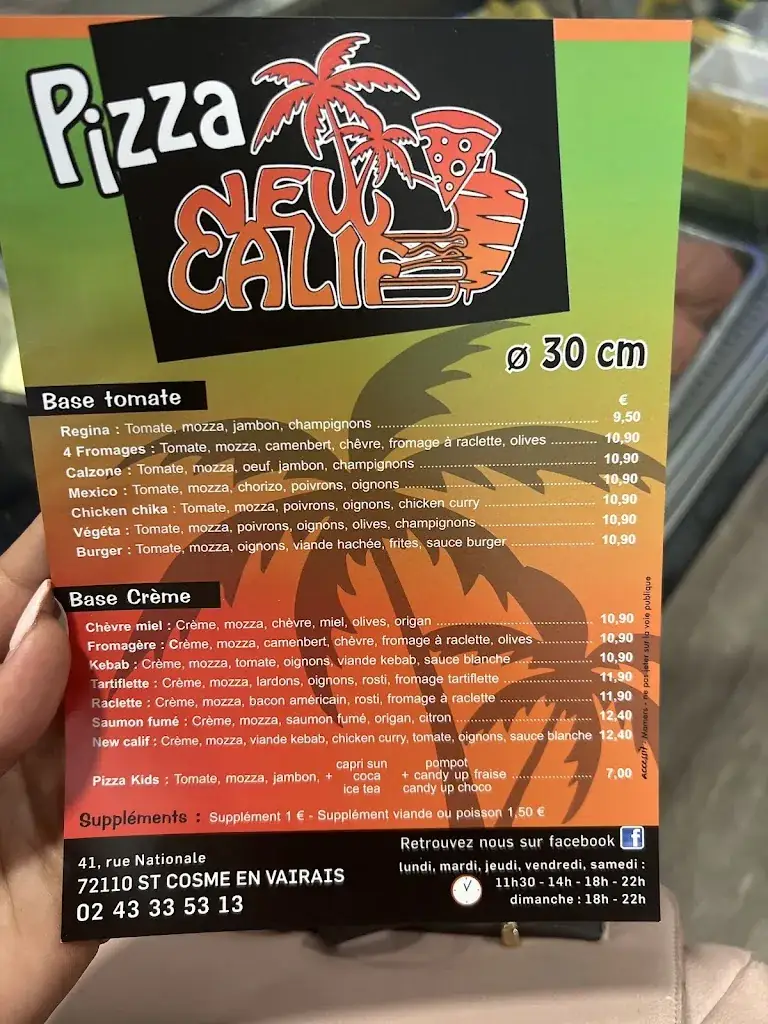 Pizza
NEW
CALIF
ø 30 cm
Base tomate
€
Regina : Tomate, mozza, jambon, champignons 9,50
4 Fromages : Tomate, mozza, camenbert, chêvre, fromage à raclette, olives 10,90
Calzone : Tomate, mozza, oeuf, jambon, champignons 10,90
Mexico : Tomate, mozza, chorizo, poivrons, oignons 10,90
Chicken chika : Tomate, mozza, poivrons, oignons, chicken curry 10,90
Végéta : Tomate, mozza, poivrons, oignons, olives, champignons 10,90
Burger : Tomate, mozza, oignons, viande hachée, frites, sauce burger 10,90
Base Crème
Chèvre miel : Crème, mozza, chèvre, miel, olives, origan 10,90
Fromagère : Crème, mozza, camenbert, chèvre, fromage à raclette, olives 10,90
Kebab : Crème, mozza, tomate, oignons, viande kebab, sauce blanche 10,90
Tartiflette : Crème, mozza, lardons, oignons, rosti, fromage tartiflette 11,90
Raclette : Crème, mozza, bacon américain, rosti, fromage à raclette 11,90
Saumon fumé : Crème, mozza, saumon fumé, origan, citron 12,40
New calif : Crème, mozza, viande kebab, chicken curry, tomate, oignons, sauce blanche 12,40
capri sun pompot
Pizza Kids : Tomate, mozza, jambon, + coca + candy up fraise 7,00
ice tea candy up choco
Suppléments : Supplément 1 € - Supplément viande ou poisson 1,50 €
41, rue Nationale
72110 ST COSME EN VAIRAIS
02 43 33 53 13
Retrouvez nous sur facebook f
lundi, mardi, jeudi, vendredi, samedi :
11h30 - 14h - 18h - 22h
dimanche : 18h - 22h
Accesit - Mamers - ne pas jeter sur la voie publique